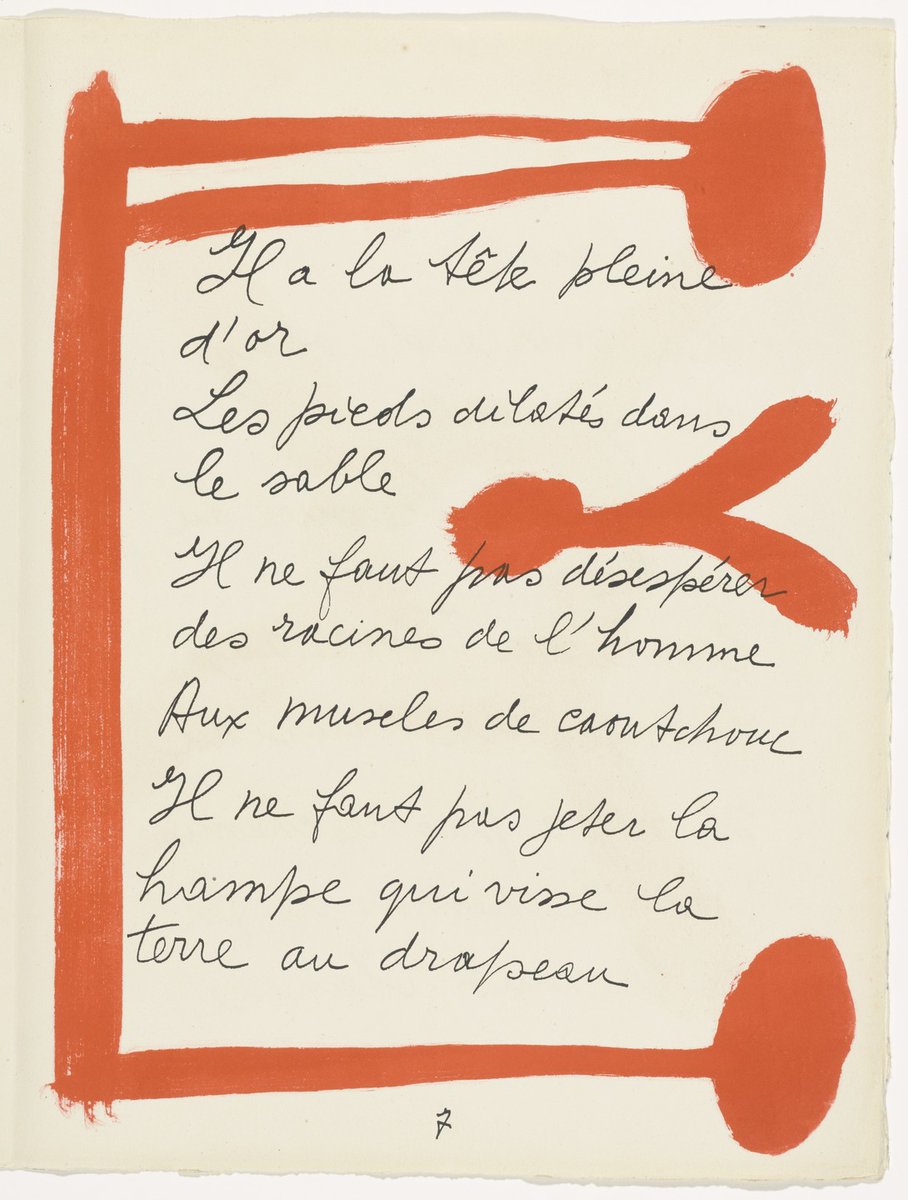 Il a la tête pleine
d'or
Les pieds dilatés dans
le sable
Il ne faut pas désespérer
des racines de l'homme
Aux muscles de caoutchouc
Il ne faut pas jeter la
hampe qui visse la
terre au drapeau
7